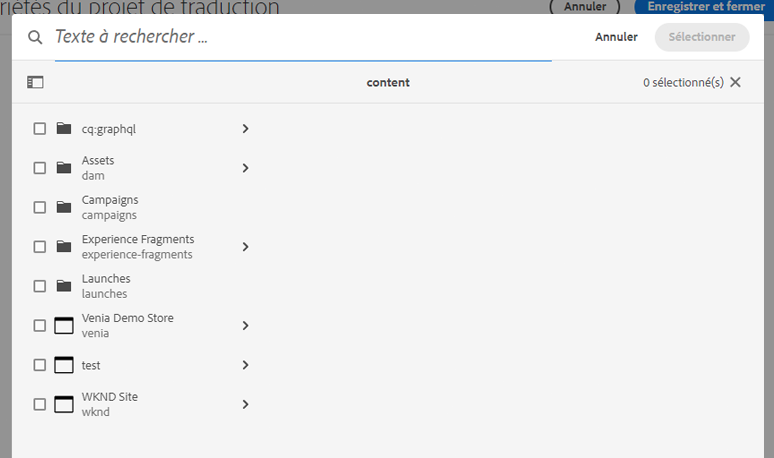 riétés du projet de traduction
Annuler
Enregistrer et fermer
Texte à rechercher ...
Annuler
Sélectionner
content
0 sélectionné(s)
cq:graphql
Assets
dam
Campaigns
campaigns
Experience Fragments
experience-fragments
Launches
launches
Venia Demo Store
venia
test
WKND Site
wknd